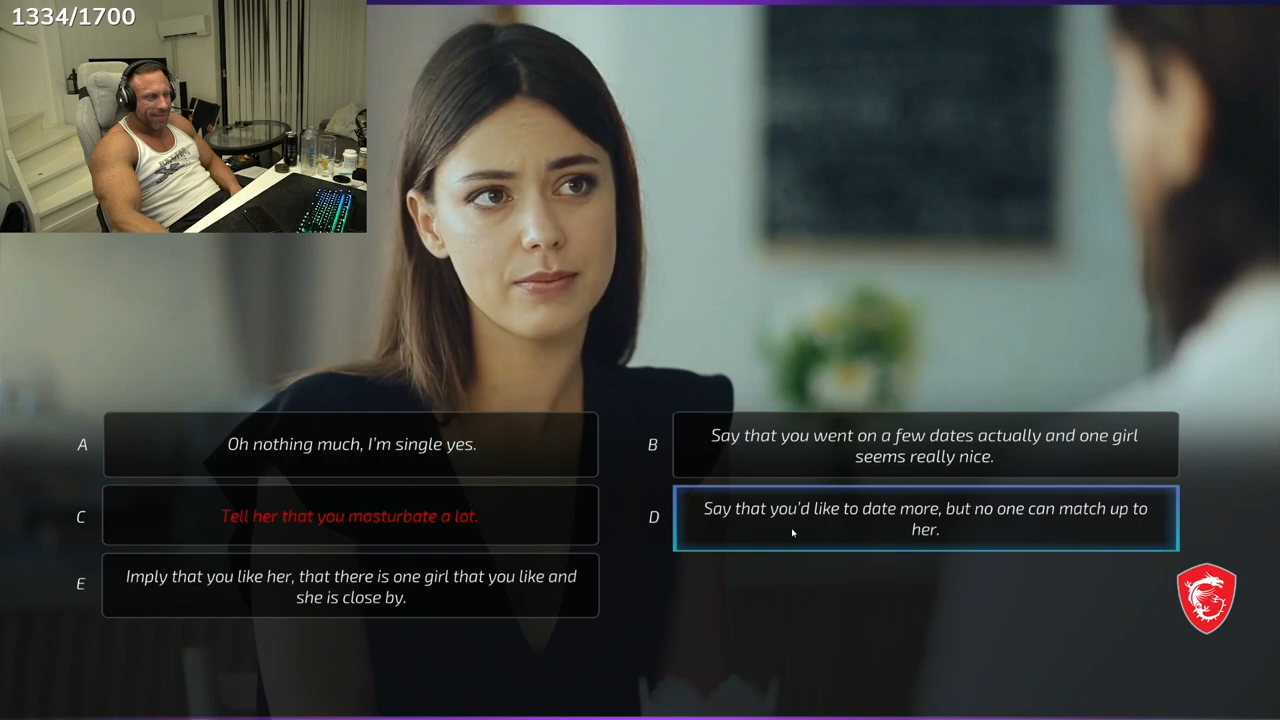 1334/1700
A
Oh nothing much, I'm single yes.
B
Say that you went on a few dates actually and one girl
seems really nice.
C
Tell her that you masturbate a lot.
D
Say that you'd like to date more, but no one can match up to
her.
E
Imply that you like her, that there is one girl that you like and
she is close by.